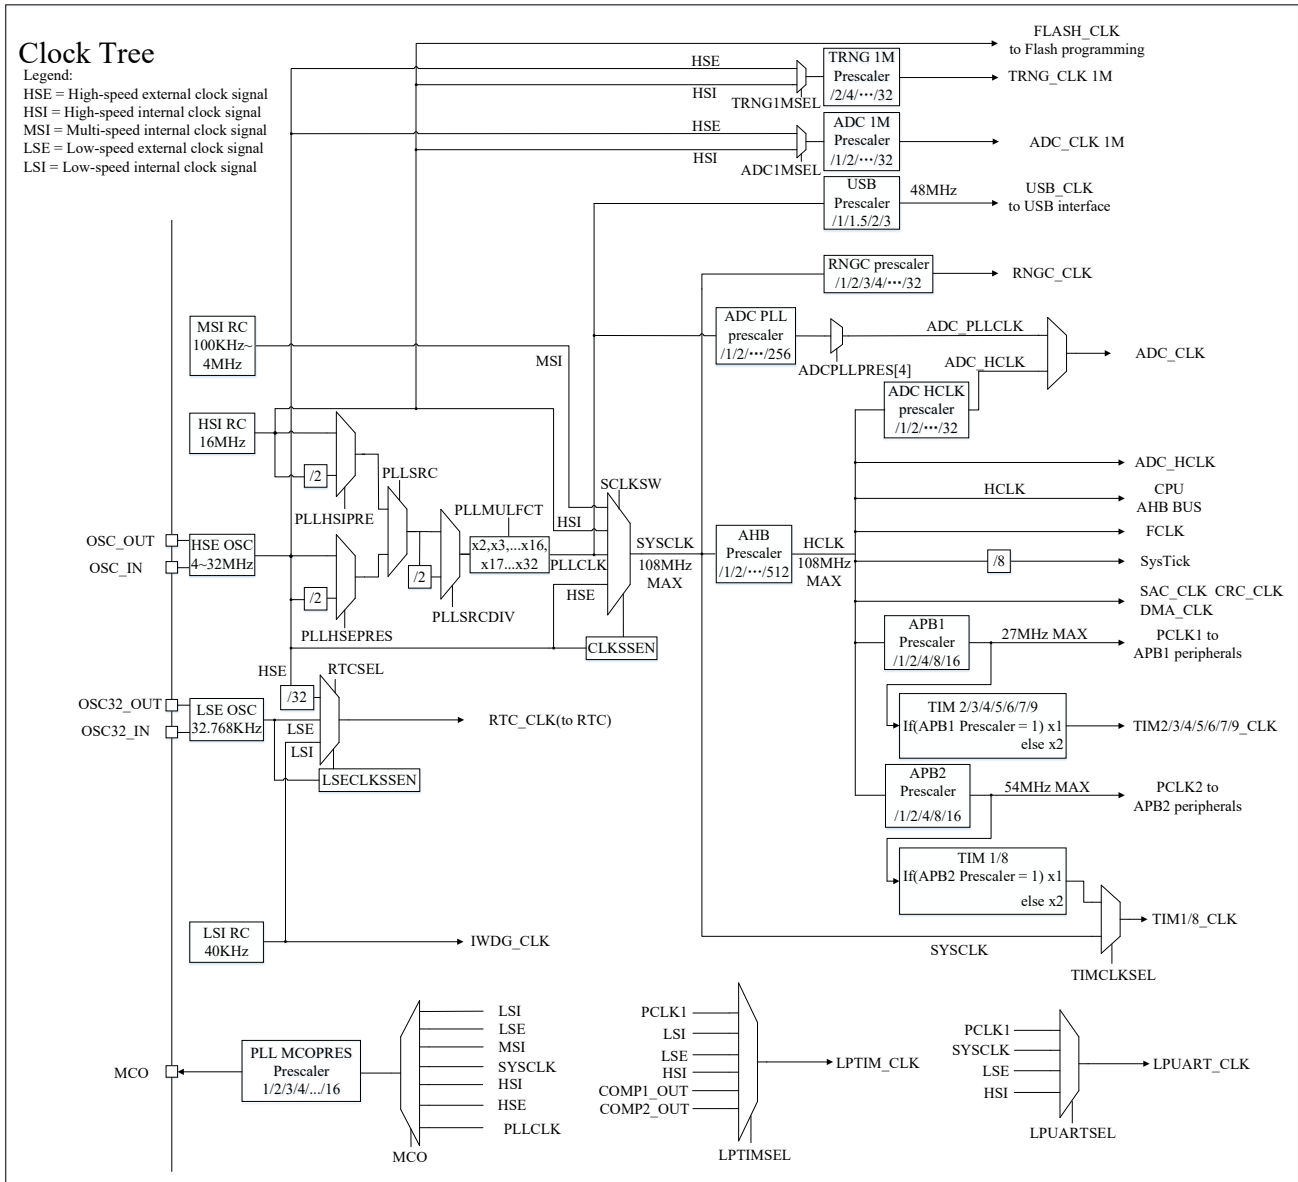 Clock Tree
Legend:
HSE = High-speed external clock signal
HSI = High-speed internal clock signal
MSI = Multi-speed internal clock signal
LSE = Low-speed external clock signal
LSI = Low-speed internal clock signal
FLASH_CLK
to Flash programming
HSE
HSI
TRNG1MSEL
TRNG 1M
Prescaler
/2/4/···/32
TRNG_CLK 1M
HSE
HSI
ADC1MSEL
ADC 1M
Prescaler
/1/2/···/32
ADC_CLK 1M
USB
Prescaler
/1/1.5/2/3
48MHz
USB_CLK
to USB interface
RNGC prescaler
/1/2/3/4/···/32
RNGC_CLK
MSI RC
100KHz~
4MHz
MSI
ADC PLL
prescaler
/1/2/···/256
ADCPLLPRES[4]
ADC_PLLCLK
ADC_HCLK
ADC_CLK
ADC HCLK
prescaler
/1/2/···/32
HSI RC
16MHz
/2
PLLHSIPRE
PLLSRC
PLLMULFCT
SCLKSW
HSI
ADC_HCLK
HCLK
CPU
AHB BUS
FCLK
OSC_OUT
OSC_IN
HSE OSC
4~32MHz
/2
PLLHSEPRES
/2
PLLSRCDIV
x2,x3,...x16,
x17...x32
PLLCLK
HSE
SYSCLK
108MHz
MAX
AHB
Prescaler
/1/2/···/512
HCLK
108MHz
MAX
/8
SysTick
SAC_CLK CRC_CLK
DMA_CLK
CLKSSEN
APB1
Prescaler
/1/2/4/8/16
27MHz MAX
PCLK1 to
APB1 peripherals
HSE
/32
RTCSEL
OSC32_OUT
OSC32_IN
LSE OSC
32.768KHz
LSE
LSI
RTC_CLK(to RTC)
LSECLKSSEN
TIM 2/3/4/5/6/7/9
If(APB1 Prescaler = 1) x1
else x2
TIM2/3/4/5/6/7/9_CLK
APB2
Prescaler
/1/2/4/8/16
54MHz MAX
PCLK2 to
APB2 peripherals
TIM 1/8
If(APB2 Prescaler = 1) x1
else x2
TIM1/8_CLK
SYSCLK
TIMCLKSEL
LSI RC
40KHz
IWDG_CLK
MCO
PLL MCOPRES
Prescaler
1/2/3/4/.../16
LSI
LSE
MSI
SYSCLK
HSI
HSE
PLLCLK
MCO
PCLK1
LSI
LSE
HSI
COMP1_OUT
COMP2_OUT
LPTIM_CLK
LPTIMSEL
PCLK1
SYSCLK
LSE
HSI
LPUART_CLK
LPUARTSEL